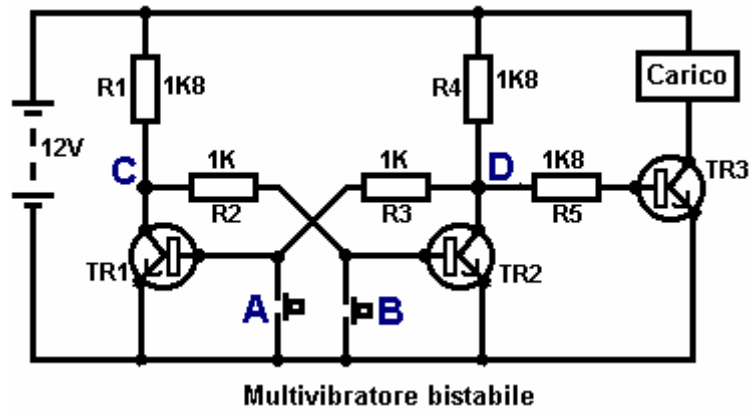 R1
1K8
R4
1K8
Carico
12V
C
1K
1K
D
1K8
TR3
R2
R3
R5
TR1
A
B
TR2
Multivibratore bistabile